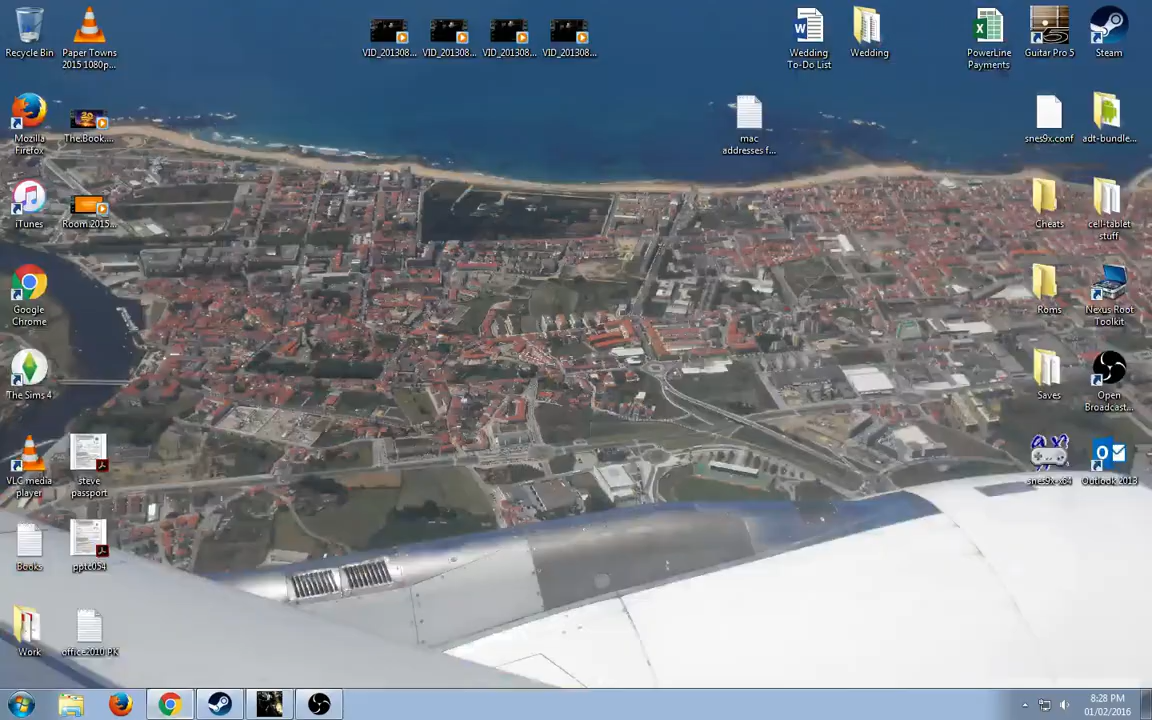 Recycle Bin
Paper Towns
2015 1080p...
VID_201308...
VID_201308...
VID_201308...
VID_201308...
Wedding
To-Do List
Wedding
PowerLine
Payments
Guitar Pro 5
Steam
Mozilla
Firefox
The.Book....
mac
addresses f...
snes9x.conf
adt-bundle...
iTunes
Room.2015...
Cheats
cell-tablet
stuff
Google
Chrome
Roms
Nexus Root
Toolkit
The Sims 4
Saves
Open
Broadcast...
VLC media
player
steve
passport
snes9x-x64
Outlook 2013
Books
pptc054
Work
office2010 PK
8:28 PM
01/02/2016